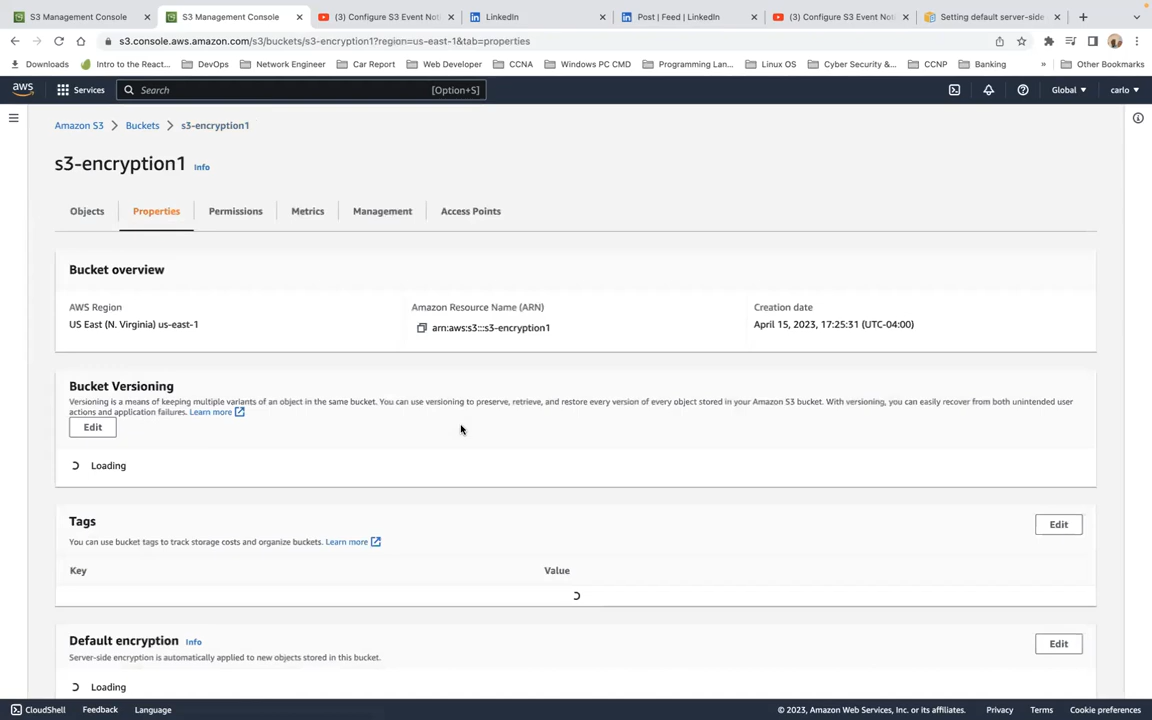 S3 Management Console
S3 Management Console
(3) Configure S3 Event Noti
LinkedIn
Post | Feed | LinkedIn
(3) Configure S3 Event Not
Setting default server-side
s3.console.aws.amazon.com/s3/buckets/s3-encryption1?region=us-east-1&tab=properties
Downloads
Intro to the React...
DevOps
Network Engineer
Car Report
Web Developer
CCNA
Windows PC CMD
Programming Lan...
Linux OS
Cyber Security &...
CCNP
Banking
»
Other Bookmarks
aws
Services
Search
[Option+S]
Global
carlo
Amazon S3
Buckets
s3-encryption1
s3-encryption1
Info
Objects
Properties
Permissions
Metrics
Management
Access Points
Bucket overview
AWS Region
US East (N. Virginia) us-east-1
Amazon Resource Name (ARN)
arn:aws:s3:::s3-encryption1
Creation date
April 15, 2023, 17:25:31 (UTC-04:00)
Bucket Versioning
Versioning is a means of keeping multiple variants of an object in the same bucket. You can use versioning to preserve, retrieve, and restore every version of every object stored in your Amazon S3 bucket. With versioning, you can easily recover from both unintended user
actions and application failures. Learn more
Edit
Loading
Tags
You can use bucket tags to track storage costs and organize buckets. Learn more
Edit
Key
Value
Default encryption
Info
Server-side encryption is automatically applied to new objects stored in this bucket.
Edit
Loading
CloudShell
Feedback
Language
© 2023, Amazon Web Services, Inc. or its affiliates.
Privacy
Terms
Cookie preferences